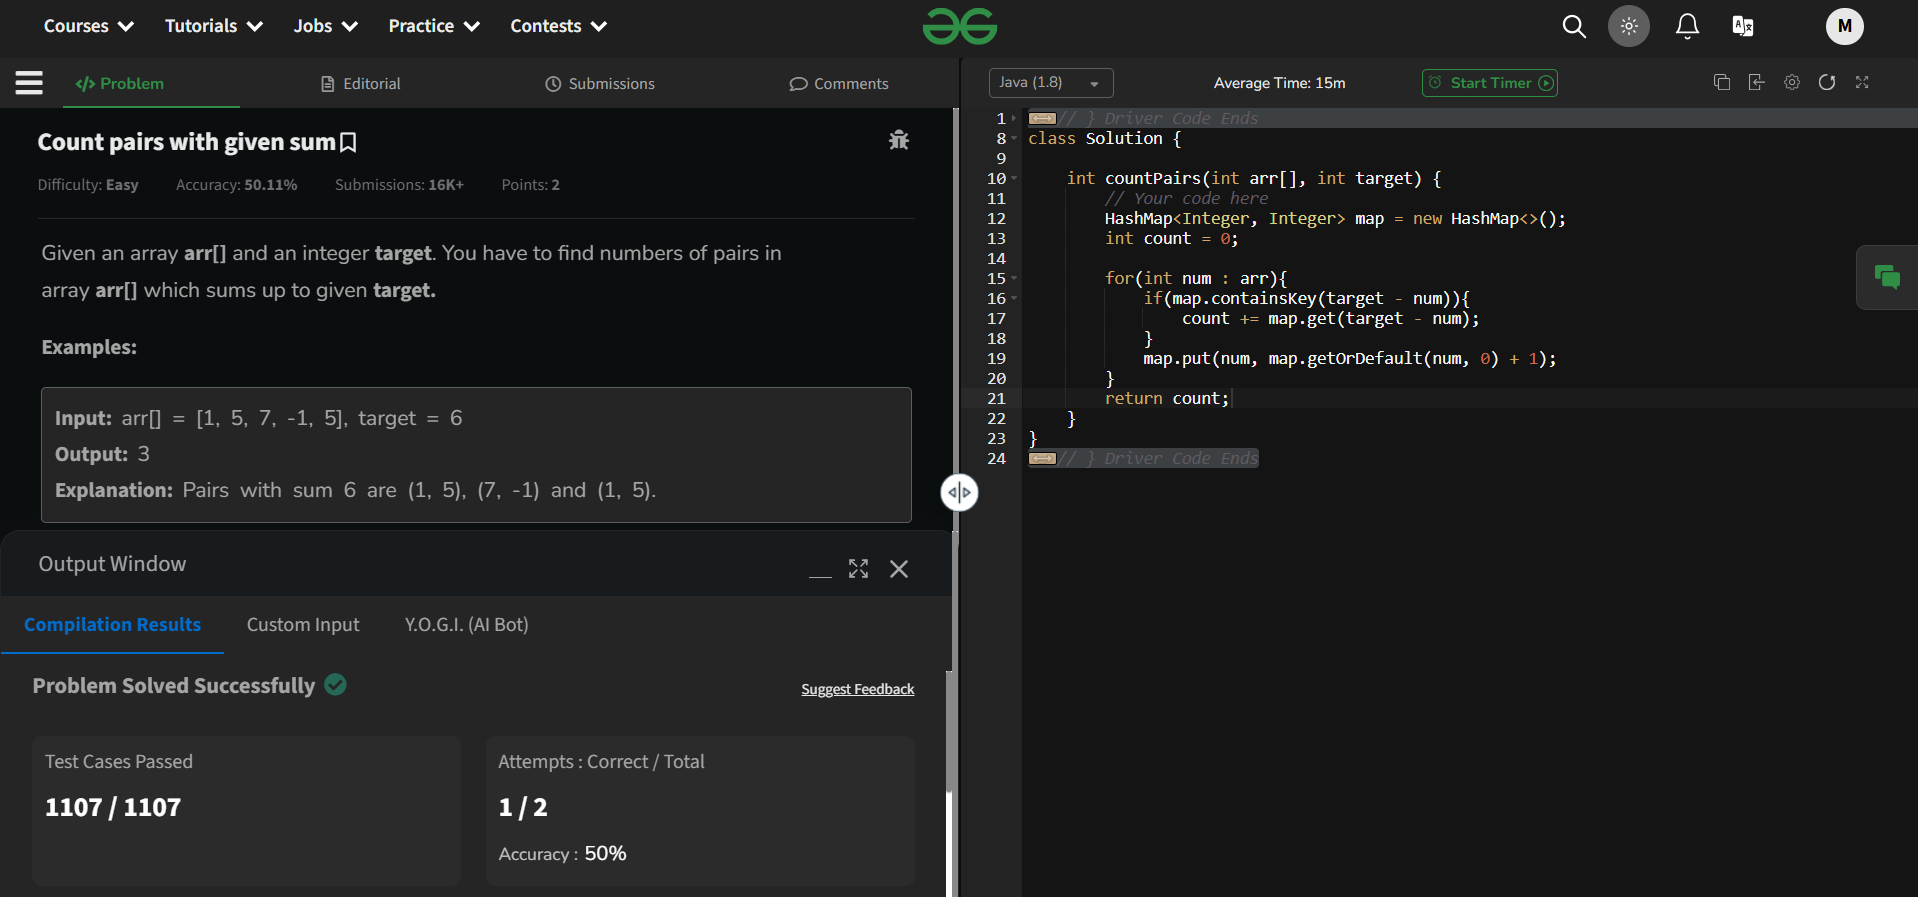 Courses Tutorials Jobs Practice Contests
M
</> Problem Editorial Submissions Comments
Java (1.8) Average Time: 15m Start Timer
Count pairs with given sum
Difficulty: Easy Accuracy: 50.11% Submissions: 16K+ Points: 2
Given an array arr[] and an integer target. You have to find numbers of pairs in
array arr[] which sums up to given target.
Examples:
Input: arr[] = [1, 5, 7, -1, 5], target = 6
Output: 3
Explanation: Pairs with sum 6 are (1, 5), (7, -1) and (1, 5).
Output Window
Compilation Results Custom Input Y.O.G.I. (AI Bot)
Problem Solved Successfully
Suggest Feedback
Test Cases Passed
1107 / 1107
Attempts : Correct / Total
1 / 2
Accuracy : 50%
1 // } Driver Code Ends
8 class Solution {
9
10 int countPairs(int arr[], int target) {
11 // Your code here
12 HashMap<Integer, Integer> map = new HashMap<>();
13 int count = 0;
14
15 for(int num : arr){
16 if(map.containsKey(target - num)){
17 count += map.get(target - num);
18 }
19 map.put(num, map.getOrDefault(num, 0) + 1);
20 }
21 return count;
22 }
23 }
24 // } Driver Code Ends